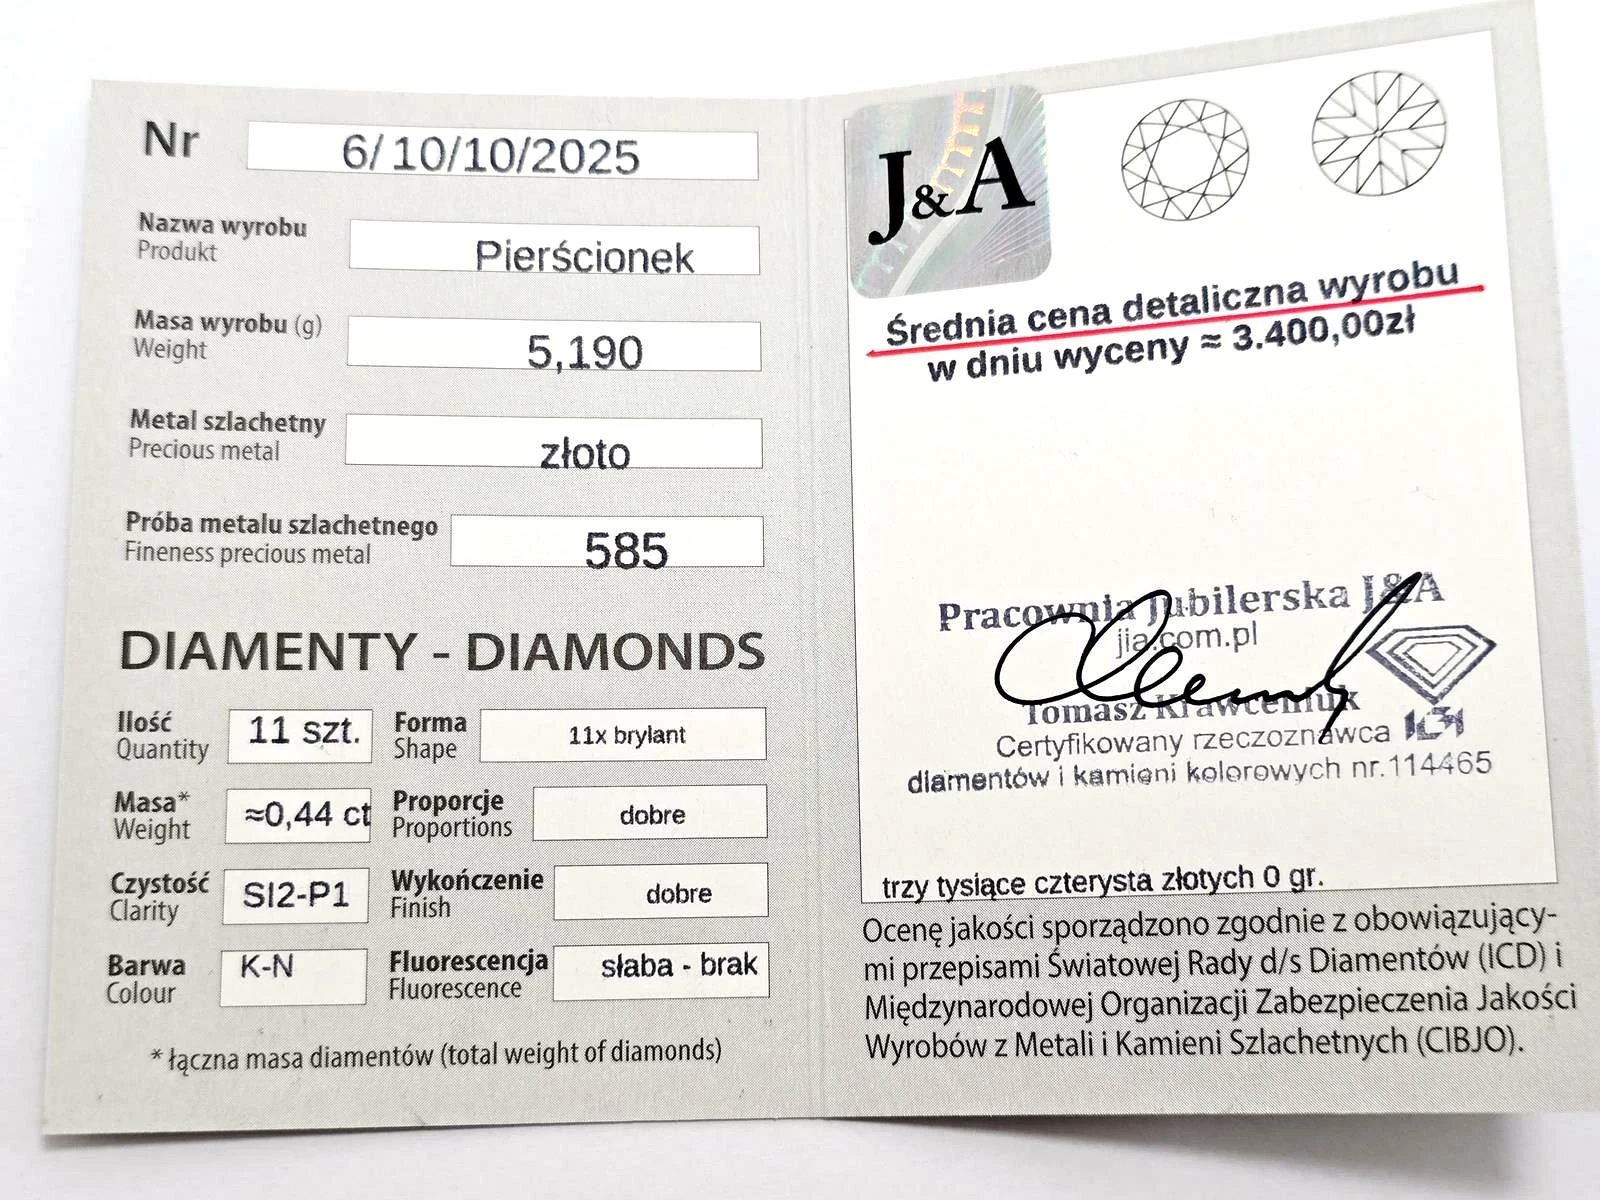 Nr 6/10/10/2025
Nazwa wyrobu
Produkt
Pierścionek
Masa wyrobu (g)
Weight
5,190
Metal szlachetny
Precious metal
złoto
Próba metalu szlachetnego
Fineness precious metal
585
DIAMENTY - DIAMONDS
Ilość
Quantity
11 szt.
Forma
Shape
11x brylant
Masa*
Weight
≈0,44 ct
Proporcje
Proportions
dobre
Czystość
Clarity
SI2-P1
Wykończenie
Finish
dobre
Barwa
Colour
K-N
Fluorescencja
Fluorescence
słaba - brak
* łączna masa diamentów (total weight of diamonds)
J&A
Średnia cena detaliczna wyrobu
w dniu wyceny ≈ 3.400,00zł
Pracownia Jubilerska J&A
jia.com.pl
Tomasz Krawceniuk
Certyfikowany rzeczoznawca
diamentów i kamieni kolorowych nr.114465
trzy tysiące czterysta złotych 0 gr.
Ocenę jakości sporządzono zgodnie z obowiązujący-
mi przepisami Światowej Rady d/s Diamentów (ICD) i
Międzynarodowej Organizacji Zabezpieczenia Jakości
Wyrobów z Metali i Kamieni Szlachetnych (CIBJO).